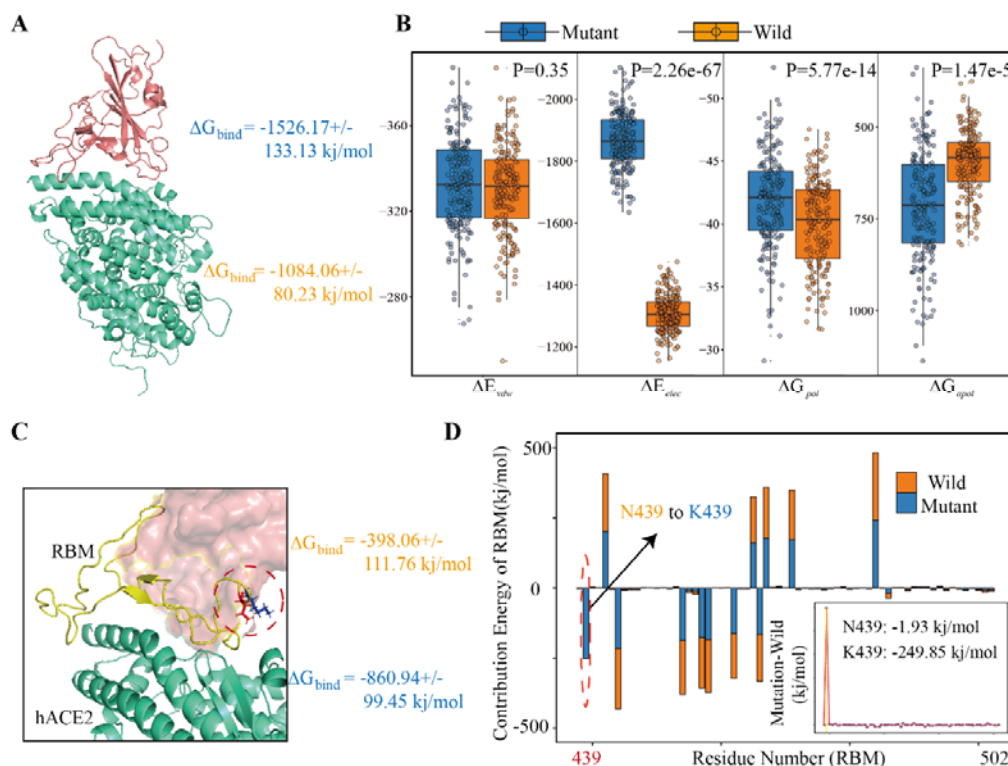 A
ΔGbind = -1526.17+/-
133.13 kj/mol
ΔGbind = -1084.06+/-
80.23 kj/mol
B
Mutant
Wild
P=0.35
P=2.26e-67
P=5.77e-14
P=1.47e-5
-360
-320
-280
-2000
-1800
-1600
-1400
-1200
-50
-45
-40
-35
-30
500
750
1000
ΔEvdw
ΔEelec
ΔGpol
ΔGapol
C
RBM
hACE2
ΔGbind = -398.06+/-
111.76 kj/mol
ΔGbind = -860.94+/-
99.45 kj/mol
D
Contribution Energy of RBM(kj/mol)
500
0
-500
Wild
Mutant
N439 to K439
Mutation-Wild
(kj/mol)
N439: -1.93 kj/mol
K439: -249.85 kj/mol
439
Residue Number (RBM)
502